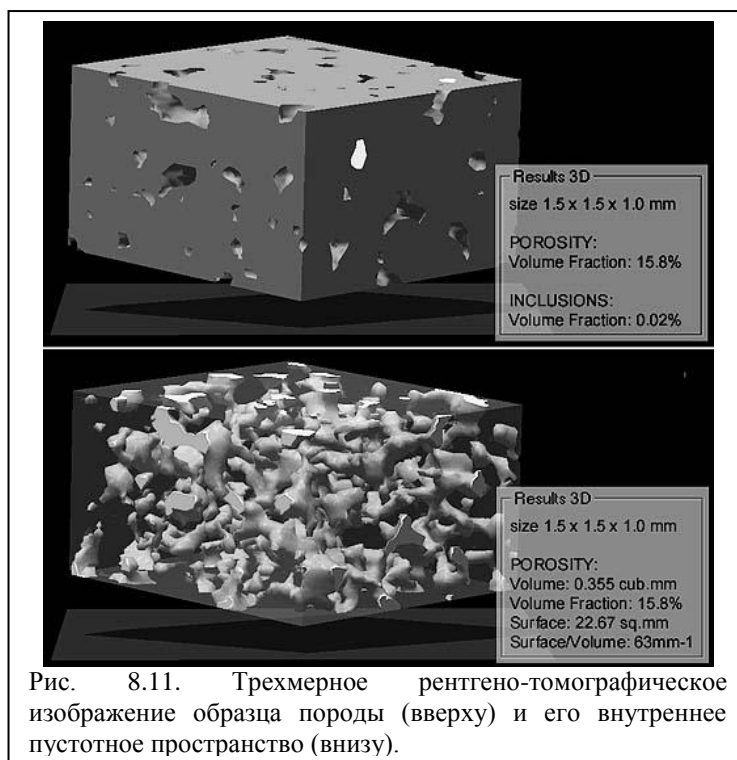 Results 3D
size 1.5 x 1.5 x 1.0 mm
POROSITY:
Volume Fraction: 15.8%
INCLUSIONS:
Volume Fraction: 0.02%
Results 3D
size 1.5 x 1.5 x 1.0 mm
POROSITY:
Volume: 0.355 cub.mm
Volume Fraction: 15.8%
Surface: 22.67 sq.mm
Surface/Volume: 63mm-1
Рис. 8.11. Трехмерное рентгено-томографическое
изображение образца породы (вверху) и его внутреннее
пустотное пространство (внизу).